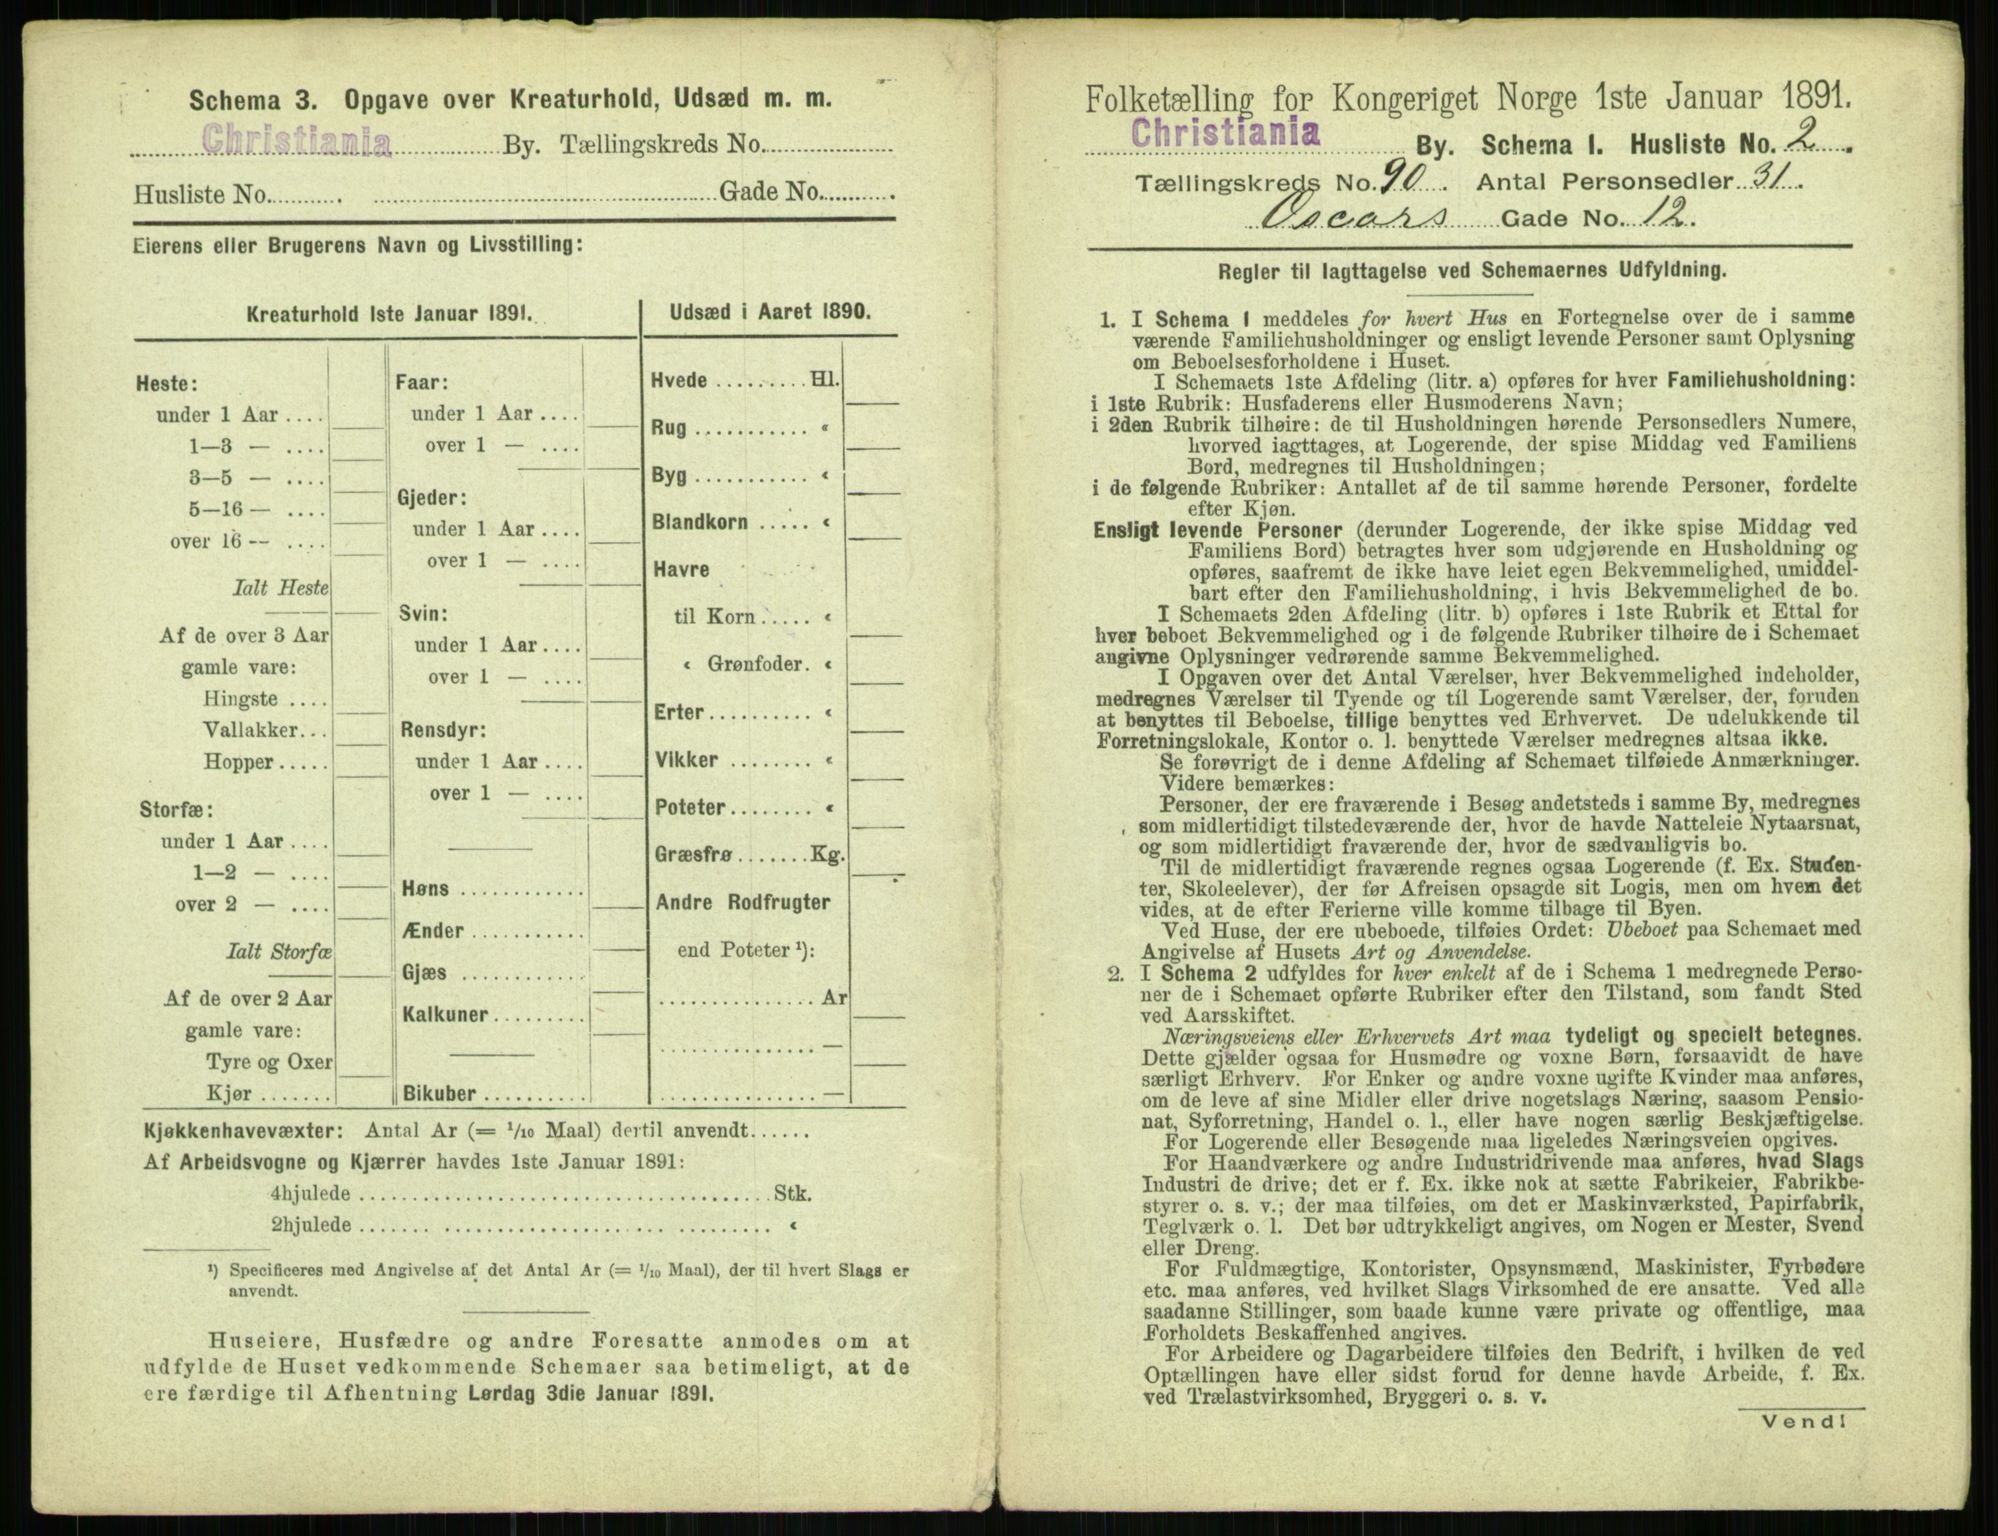 Schema 3. Opgave over Kreaturhold, Udsæd m. m.
Christiania By. Tællingskreds No.
Husliste No. Gade No.
Eierens eller Brugerens Navn og Livsstilling:
Kreaturhold 1ste Januar 1891.
Heste:
under 1 Aar ....
1—3 — ....
3—5 — ....
5—16 — ....
over 16 — ....
Ialt Heste
Af de over 3 Aar
gamle vare:
Hingste ....
Vallakker...
Hopper.....
Storfæ:
under 1 Aar ....
1—2 — ....
over 2 — ....
Ialt Storfæ
Af de over 2 Aar
gamle vare:
Tyre og Oxer
Kjør .......
Faar:
under 1 Aar ....
over 1 — ....
Gjeder:
under 1 Aar ....
over 1 — ....
Svin:
under 1 Aar ....
over 1 — ....
Rensdyr:
under 1 Aar ....
over 1 — ....
Høns ............
Ænder...........
Gjæs ............
Kalkuner.........
Bikuber ..........
Udsæd i Aaret 1890.
Hvede .........Hl.
Rug ........... «
Byg ........... «
Blandkorn ..... «
Havre
til Korn ..... «
« Grønfoder. «
Erter.......... «
Vikker ........ «
Poteter........ «
Græsfrø .......Kg.
Andre Rodfrugter
end Poteter ¹):
............... Ar
............... —
............... —
Kjøkkenhavevæxter: Antal Ar (= 1/10 Maal) dertil anvendt......
Af Arbeidsvogne og Kjærrer havdes 1ste Januar 1891:
4hjulede ........................................ Stk.
2hjulede ........................................ «
¹) Specificeres med Angivelse af det Antal Ar (= 1/10 Maal), der til hvert Slags er
anvendt.
Huseiere, Husfædre og andre Foresatte anmodes om at
udfylde de Huset vedkommende Schemaer saa betimeligt, at de
ere færdige til Afhentning Lørdag 3die Januar 1891.
Folketælling for Kongeriget Norge 1ste Januar 1891.
Christiania By. Schema 1. Husliste No. 2.
Tællingskreds No. 90. Antal Personsedler 31.
Oscars Gade No. 12.
Regler til Iagttagelse ved Schemaernes Udfyldning.
1. I Schema 1 meddeles for hvert Hus en Fortegnelse over de i samme
værende Familiehusholdninger og ensligt levende Personer samt Oplysning
om Beboelsesforholdene i Huset.
I Schemaets 1ste Afdeling (litr. a) opføres for hver Familiehusholdning:
i 1ste Rubrik: Husfaderens eller Husmoderens Navn;
i 2den Rubrik tilhøire: de til Husholdningen hørende Personsedlers Numere,
hvorved iagttages, at Logerende, der spise Middag ved Familiens
Bord, medregnes til Husholdningen;
i de følgende Rubriker: Antallet af de til samme hørende Personer, fordelte
efter Kjøn.
Ensligt levende Personer (derunder Logerende, der ikke spise Middag ved
Familiens Bord) betragtes hver som udgjørende en Husholdning og
opføres, saafremt de ikke have leiet egen Bekvemmelighed, umiddel-
bart efter den Familiehusholdning, i hvis Bekvemmelighed de bo.
I Schemaets 2den Afdeling (litr. b) opføres i 1ste Rubrik et Ettal for
hver beboet Bekvemmelighed og i de følgende Rubriker tilhøire de i Schemaet
angivne Oplysninger vedrørende samme Bekvemmelighed.
I Opgaven over det Antal Værelser, hver Bekvemmelighed indeholder,
medregnes Værelser til Tyende og til Logerende samt Værelser, der, foruden
at benyttes til Beboelse, tillige benyttes ved Erhvervet. De udelukkende til
Forretningslokale, Kontor o. l. benyttede Værelser medregnes altsaa ikke.
Se forøvrigt de i denne Afdeling af Schemaet tilføiede Anmærkninger.
Videre bemærkes:
Personer, der ere fraværende i Besøg andetsteds i samme By, medregnes
som midlertidigt tilstedeværende der, hvor de havde Natteleie Nytaarsnat,
og som midlertidigt fraværende der, hvor de sædvanligvis bo.
Til de midlertidigt fraværende regnes ogsaa Logerende (f. Ex. Studen-
ter, Skoleelever), der før Afreisen opsagde sit Logis, men om hvem det
vides, at de efter Ferierne ville komme tilbage til Byen.
Ved Huse, der ere ubeboede, tilføies Ordet: Ubeboet paa Schemaet med
Angivelse af Husets Art og Anvendelse.
2. I Schema 2 udfyldes for hver enkelt af de i Schema 1 medregnede Perso-
ner de i Schemaet opførte Rubriker efter den Tilstand, som fandt Sted
ved Aarsskiftet.
Næringsveiens eller Erhvervets Art maa tydeligt og specielt betegnes.
Dette gjælder ogsaa for Husmødre og voxne Børn, forsaavidt de have
særligt Erhverv. For Enker og andre voxne ugifte Kvinder maa anføres,
om de leve af sine Midler eller drive nogetslags Næring, saasom Pensio-
nat, Syforretning, Handel o. l., eller have nogen særlig Beskjæftigelse.
For Logerende eller Besøgende maa ligeledes Næringsveien opgives.
For Haandværkere og andre Industridrivende maa anføres, hvad Slags
Industri de drive; det er f. Ex. ikke nok at sætte Fabrikeier, Fabrikbe-
styrer o. s. v.; der maa tilføies, om det er Maskinværksted, Papirfabrik,
Teglværk o. l. Det bør udtrykkeligt angives, om Nogen er Mester, Svend
eller Dreng.
For Fuldmægtige, Kontorister, Opsynsmænd, Maskinister, Fyrbødere
etc. maa anføres, ved hvilket Slags Virksomhed de ere ansatte. Ved alle
saadanne Stillinger, som baade kunne være private og offentlige, maa
Forholdets Beskaffenhed angives.
For Arbeidere og Dagarbeidere tilføies den Bedrift, i hvilken de ved
Optællingen have eller sidst forud for denne havde Arbeide, f. Ex.
ved Trælastvirksomhed, Bryggeri o. s. v.
Vend!